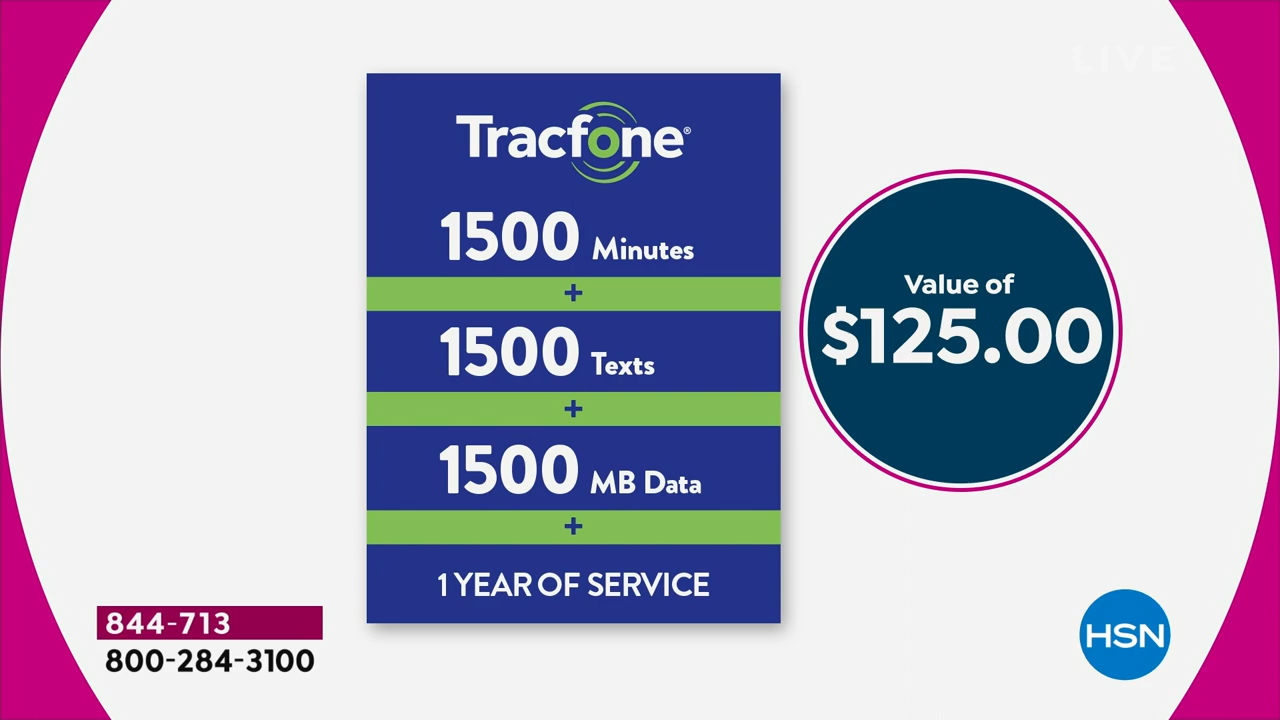 LIVE
Tracfone®
1500 Minutes
+
1500 Texts
+
1500 MB Data
+
1 YEAR OF SERVICE
Value of
$125.00
844-713
800-284-3100
HSN